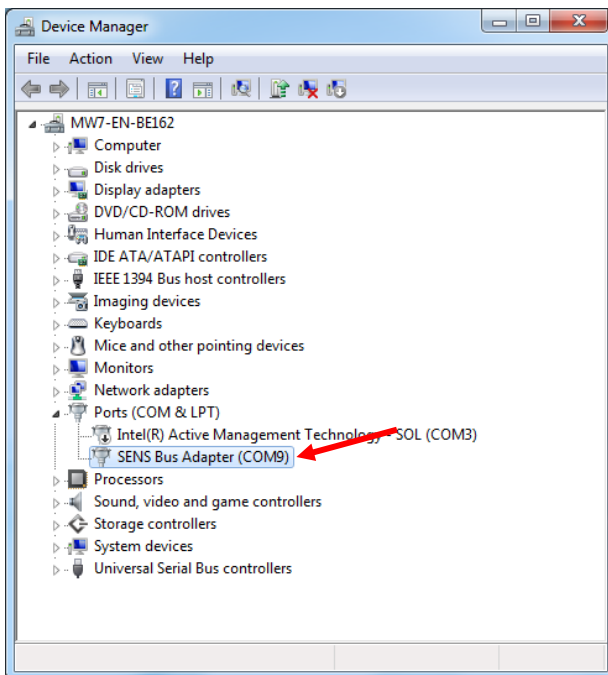 Device Manager
File Action View Help
MW7-EN-BE162
Computer
Disk drives
Display adapters
DVD/CD-ROM drives
Human Interface Devices
IDE ATA/ATAPI controllers
IEEE 1394 Bus host controllers
Imaging devices
Keyboards
Mice and other pointing devices
Monitors
Network adapters
Ports (COM & LPT)
Intel(R) Active Management Technology - SOL (COM3)
SENS Bus Adapter (COM9)
Processors
Sound, video and game controllers
Storage controllers
System devices
Universal Serial Bus controllers